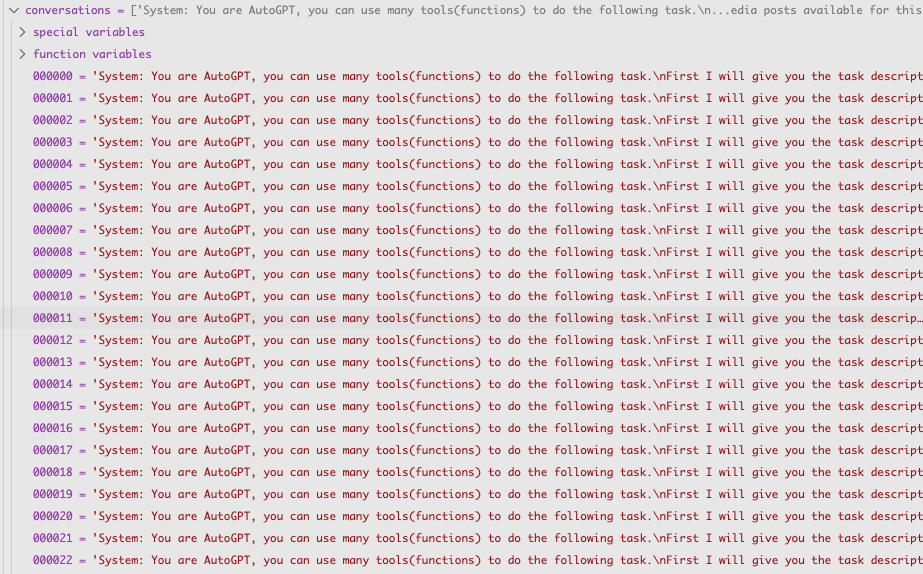 conversations = ['System: You are AutoGPT, you can use many tools(functions) to do the following task.\n...edia posts available for this
special variables
function variables
000000 = 'System: You are AutoGPT, you can use many tools(functions) to do the following task.\nFirst I will give you the task descript
000001 = 'System: You are AutoGPT, you can use many tools(functions) to do the following task.\nFirst I will give you the task descript
000002 = 'System: You are AutoGPT, you can use many tools(functions) to do the following task.\nFirst I will give you the task descript
000003 = 'System: You are AutoGPT, you can use many tools(functions) to do the following task.\nFirst I will give you the task descript
000004 = 'System: You are AutoGPT, you can use many tools(functions) to do the following task.\nFirst I will give you the task descript
000005 = 'System: You are AutoGPT, you can use many tools(functions) to do the following task.\nFirst I will give you the task descript
000006 = 'System: You are AutoGPT, you can use many tools(functions) to do the following task.\nFirst I will give you the task descript
000007 = 'System: You are AutoGPT, you can use many tools(functions) to do the following task.\nFirst I will give you the task descript
000008 = 'System: You are AutoGPT, you can use many tools(functions) to do the following task.\nFirst I will give you the task descript
000009 = 'System: You are AutoGPT, you can use many tools(functions) to do the following task.\nFirst I will give you the task descript
000010 = 'System: You are AutoGPT, you can use many tools(functions) to do the following task.\nFirst I will give you the task descript
000011 = 'System: You are AutoGPT, you can use many tools(functions) to do the following task.\nFirst I will give you the task descrip…
000012 = 'System: You are AutoGPT, you can use many tools(functions) to do the following task.\nFirst I will give you the task descript
000013 = 'System: You are AutoGPT, you can use many tools(functions) to do the following task.\nFirst I will give you the task descript
000014 = 'System: You are AutoGPT, you can use many tools(functions) to do the following task.\nFirst I will give you the task descript
000015 = 'System: You are AutoGPT, you can use many tools(functions) to do the following task.\nFirst I will give you the task descript
000016 = 'System: You are AutoGPT, you can use many tools(functions) to do the following task.\nFirst I will give you the task descript
000017 = 'System: You are AutoGPT, you can use many tools(functions) to do the following task.\nFirst I will give you the task descript
000018 = 'System: You are AutoGPT, you can use many tools(functions) to do the following task.\nFirst I will give you the task descript
000019 = 'System: You are AutoGPT, you can use many tools(functions) to do the following task.\nFirst I will give you the task descript
000020 = 'System: You are AutoGPT, you can use many tools(functions) to do the following task.\nFirst I will give you the task descript
000021 = 'System: You are AutoGPT, you can use many tools(functions) to do the following task.\nFirst I will give you the task descript
000022 = 'System: You are AutoGPT, you can use many tools(functions) to do the following task.\nFirst I will give you the task descript